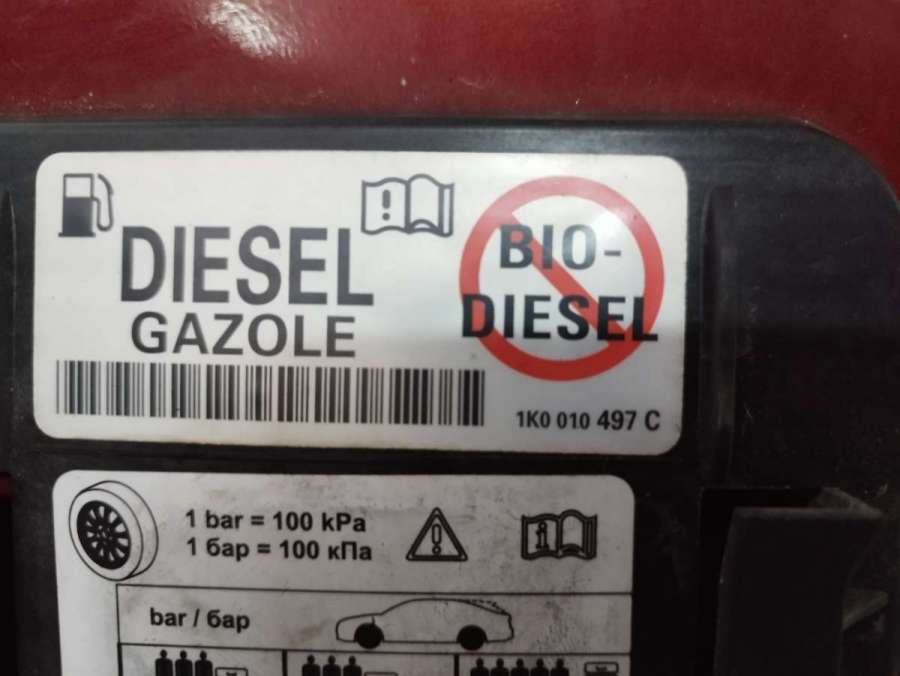 DIESEL
GAZOLE
BIO-
DIESEL
1K0 010 497 C
1 bar = 100 kPa
1 бар = 100 кПа
bar / бар